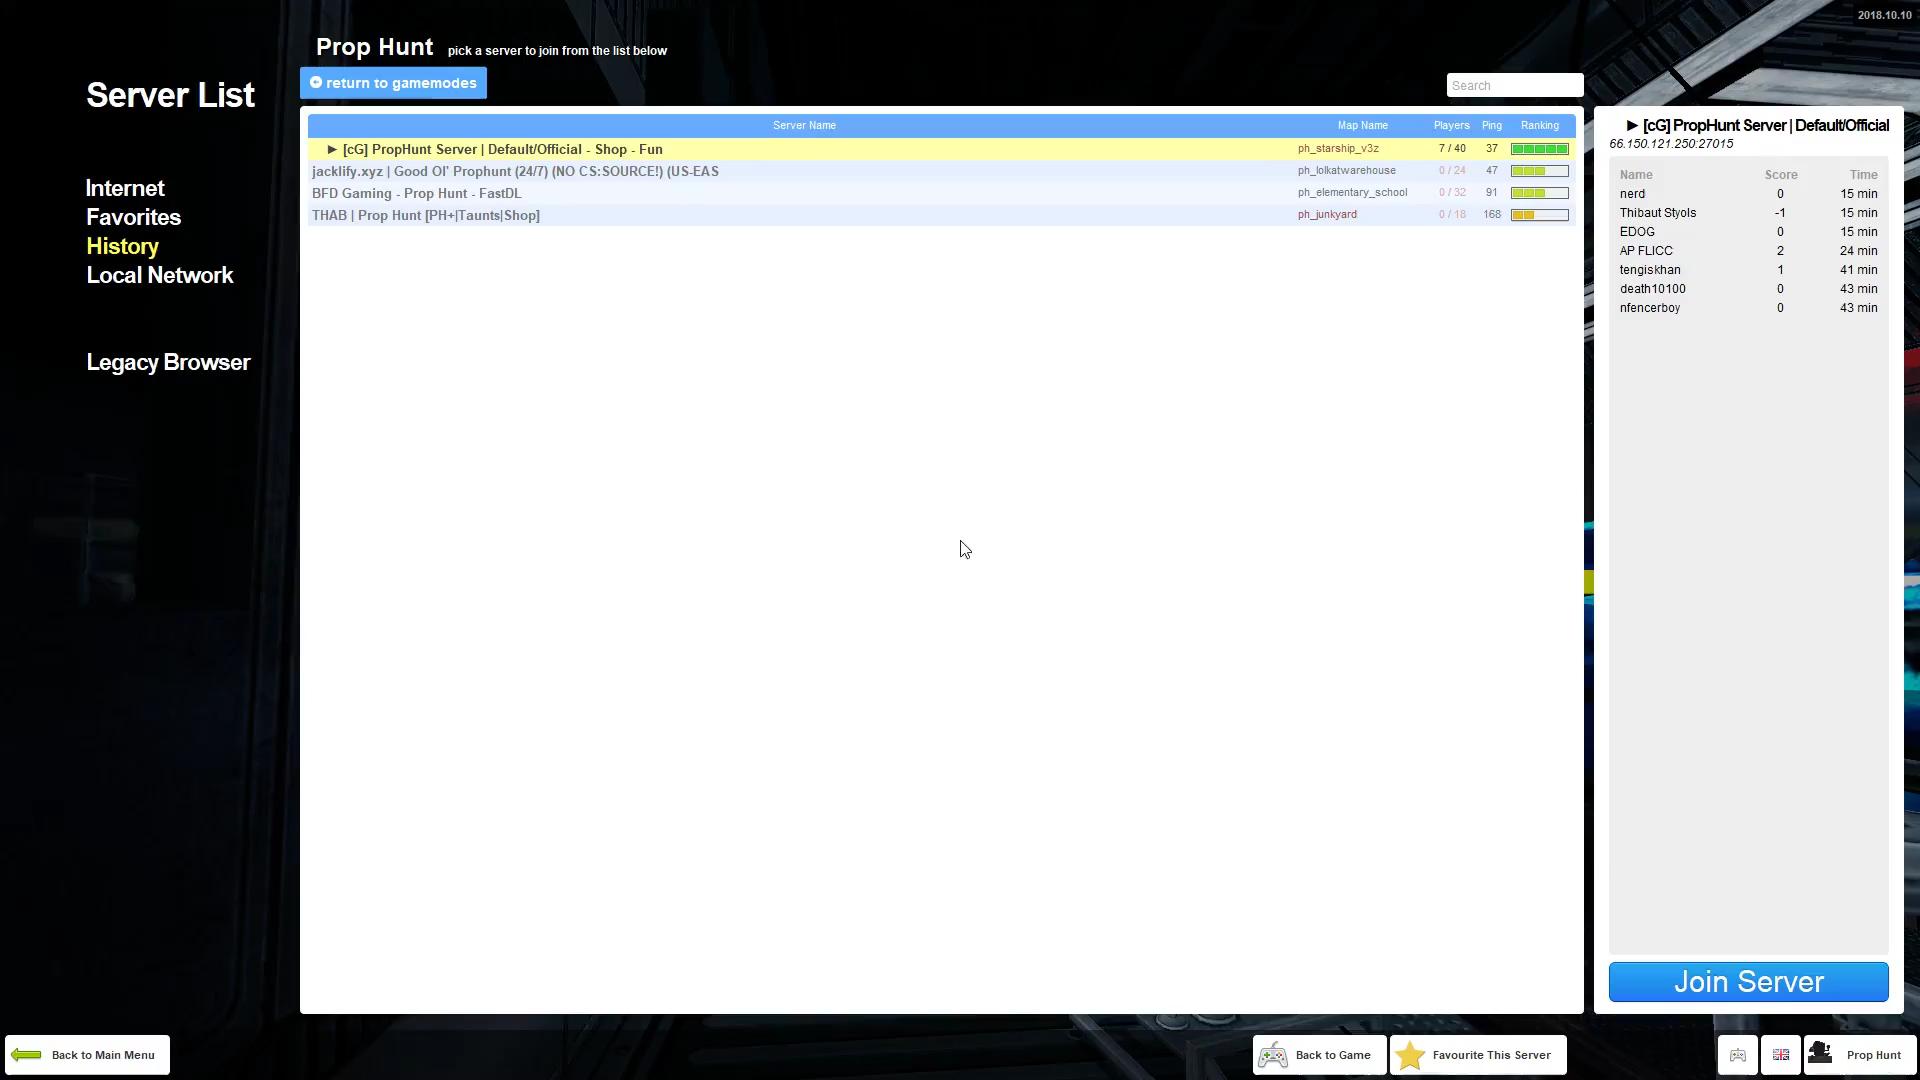 2018.10.10
Prop Hunt pick a server to join from the list below
Server List
return to gamemodes
Search
Internet
Favorites
History
Local Network
Legacy Browser
Server Name Map Name Players Ping Ranking
► [cG] PropHunt Server | Default/Official - Shop - Fun ph_starship_v3z 7 / 40 37
jacklify.xyz | Good Ol' Prophunt (24/7) (NO CS:SOURCE!) (US-EAS ph_lolkatwarehouse 0 / 24 47
BFD Gaming - Prop Hunt - FastDL ph_elementary_school 0 / 32 91
THAB | Prop Hunt [PH+|Taunts|Shop] ph_junkyard 0 / 18 168
► [cG] PropHunt Server | Default/Official
66.150.121.250:27015
Name Score Time
nerd 0 15 min
Thibaut Styols -1 15 min
EDOG 0 15 min
AP FLICC 2 24 min
tengiskhan 1 41 min
death10100 0 43 min
nfencerboy 0 43 min
Join Server
Back to Main Menu
Back to Game
Favourite This Server
Prop Hunt